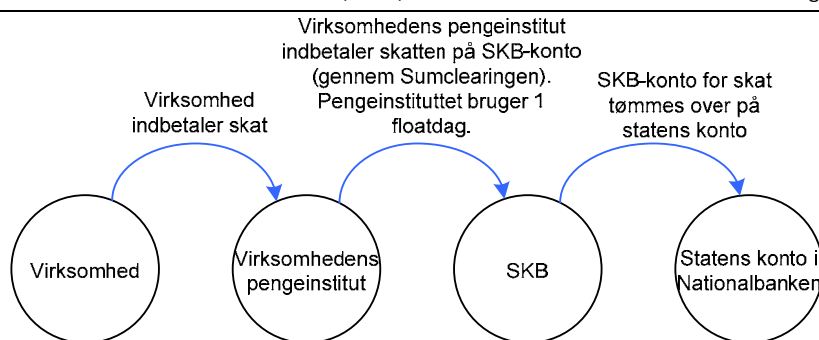 Virksomhedens pengeinstitut
indbetaler skatten på SKB-konto
(gennem Sumclearingen).
Pengeinstituttet bruger 1
floatdag.
Virksomhed
indbetaler skat
SKB-konto for skat
tømmes over på
statens konto
Virksomhed
Virksomhedens
pengeinstitut
SKB
Statens konto i
Nationalbanken